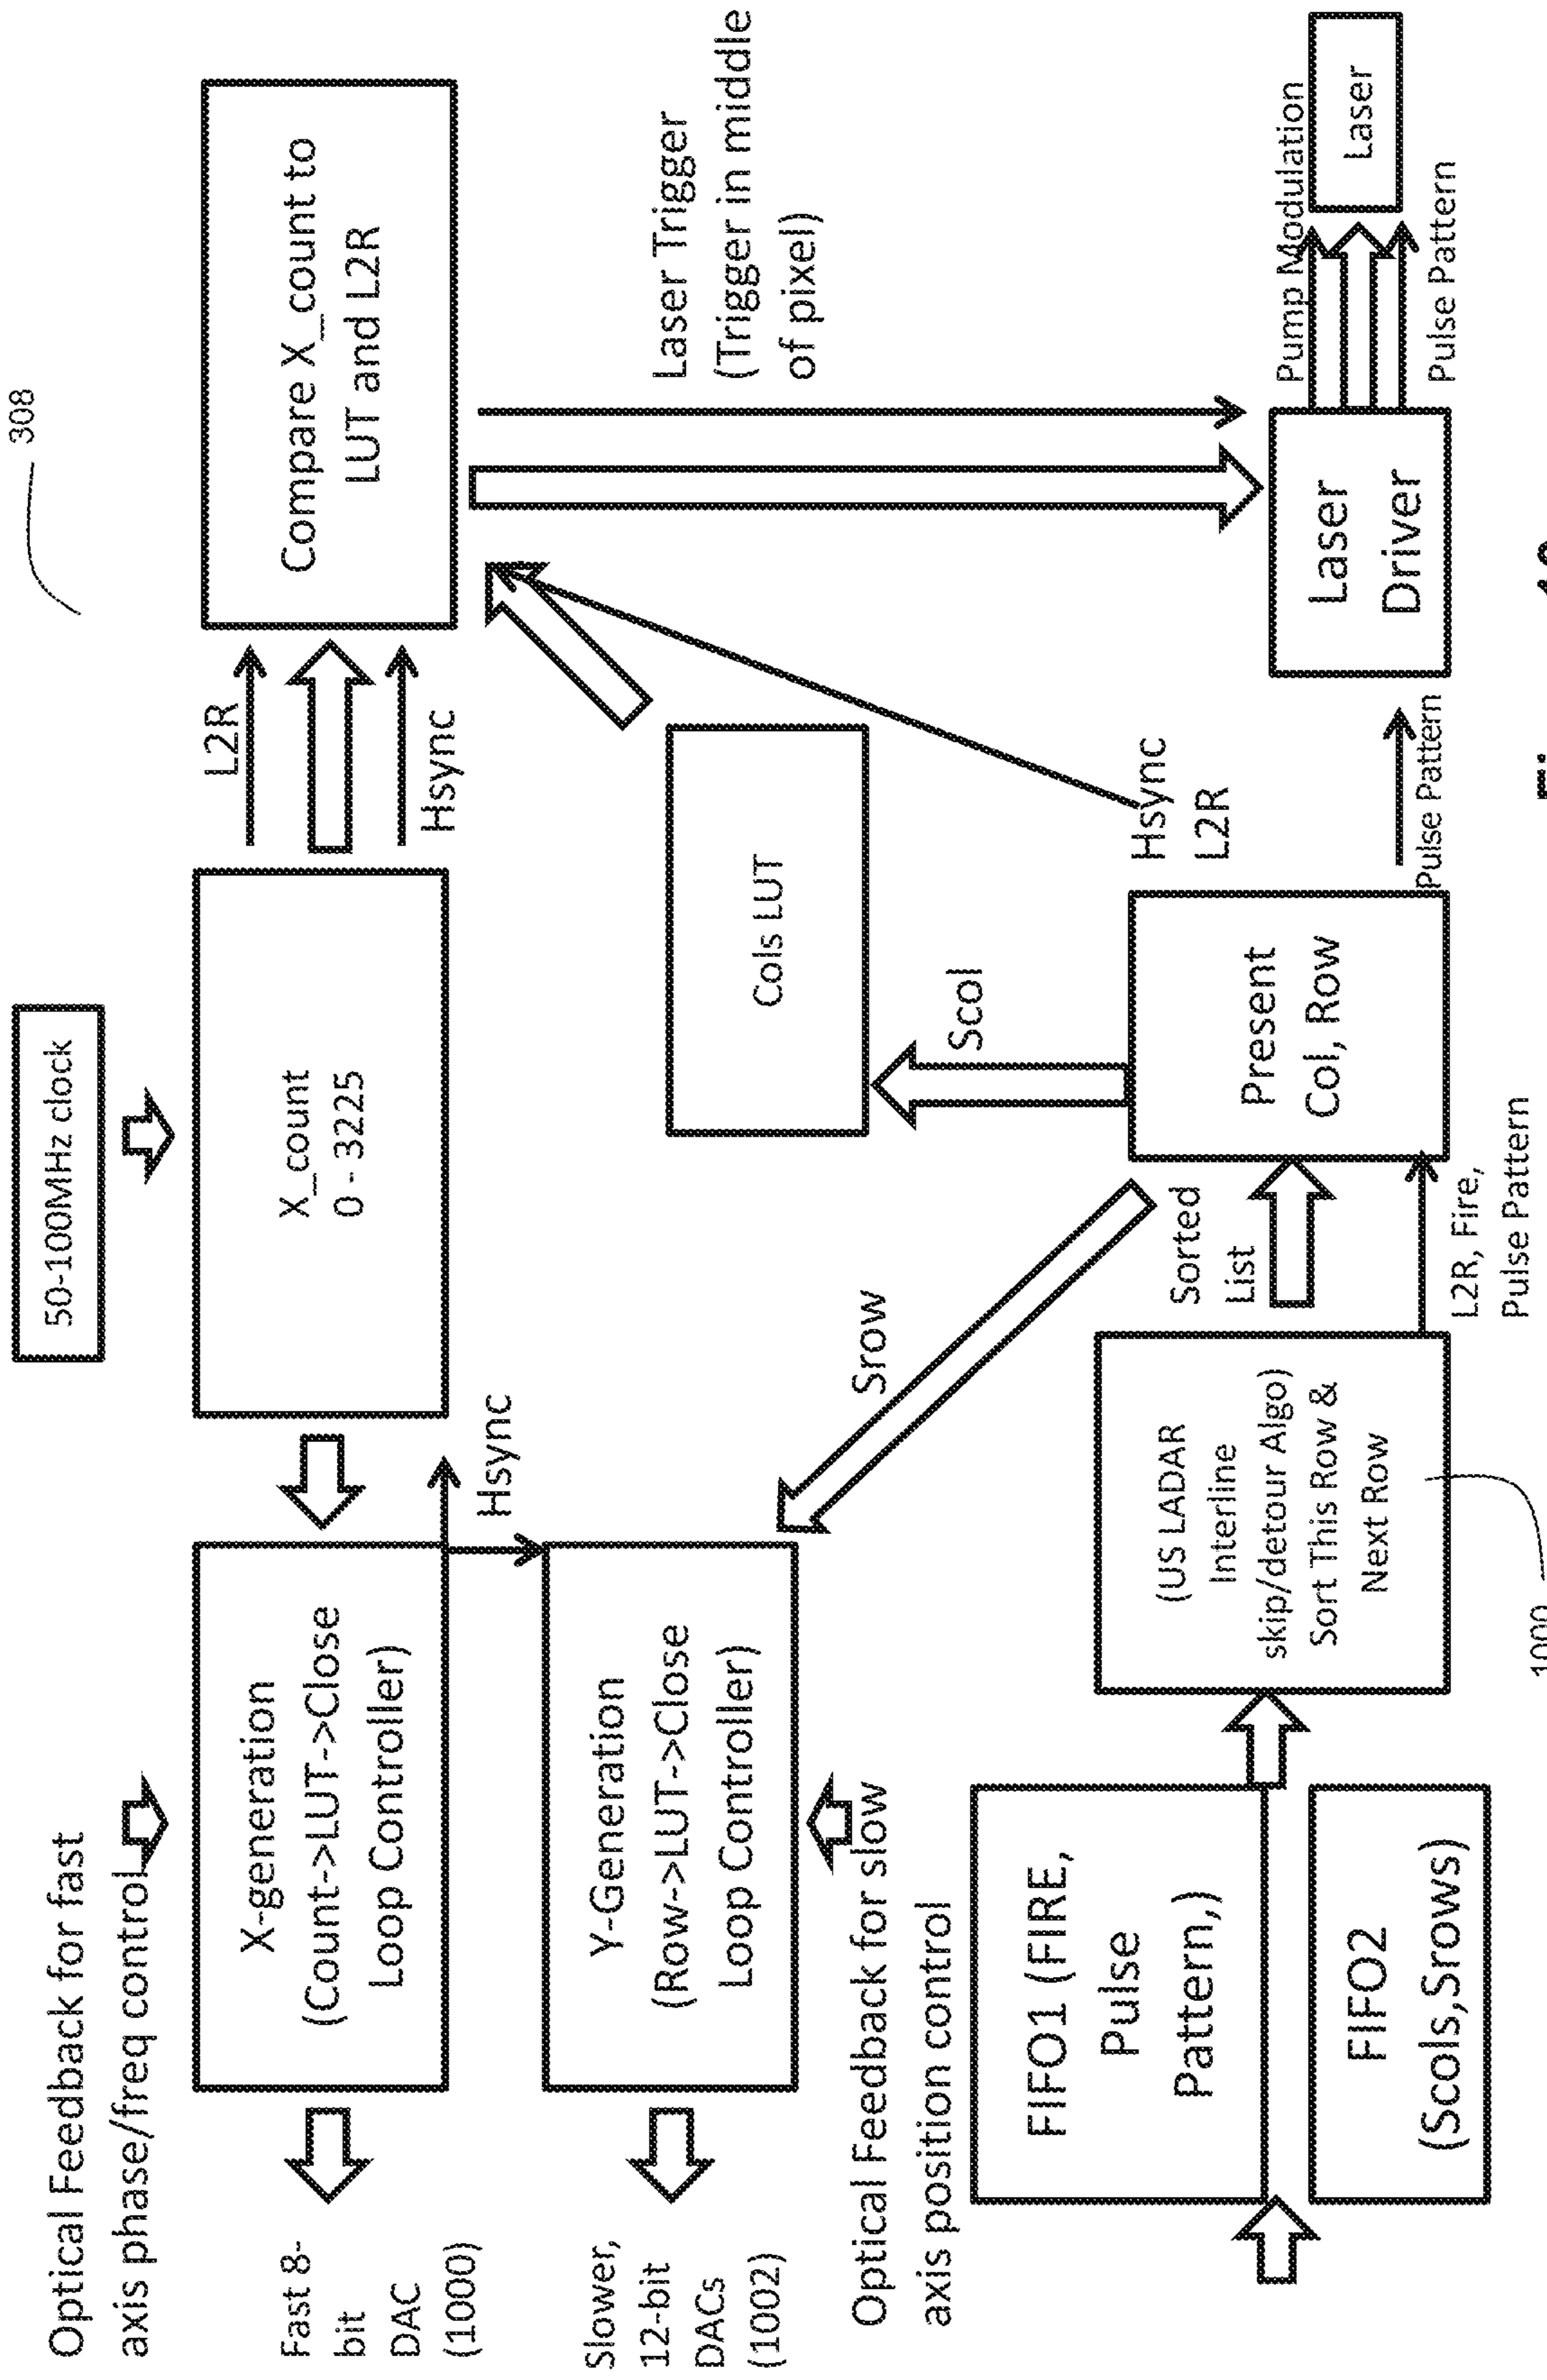 308
50-100MHz clock
Optical Feedback for fast
axis phase/freq control
Fast 8-
bit
DAC
(1000)
X-generation
(Count->LUT->Close
Loop Controller)
X_count
0 - 3225
L2R
Hsync
Compare X_count to
LUT and L2R
Hsync
Slower,
12-bit
DACs
(1002)
Y-Generation
(Row->LUT->Close
Loop Controller)
Optical Feedback for slow
axis position control
Srow
Cols LUT
Scol
Hsync
L2R
Laser Trigger
(Trigger in middle
of pixel)
FIFO1 (FIRE,
Pulse
Pattern,)
FIFO2
(Scols,Srows)
(US LADAR
Interline
skip/detour Algo)
Sort This Row &
Next Row
1000
Sorted
List
L2R, Fire,
Pulse Pattern
Present
Col, Row
Pulse Pattern
Laser
Driver
Pump Modulation
Pulse Pattern
Laser